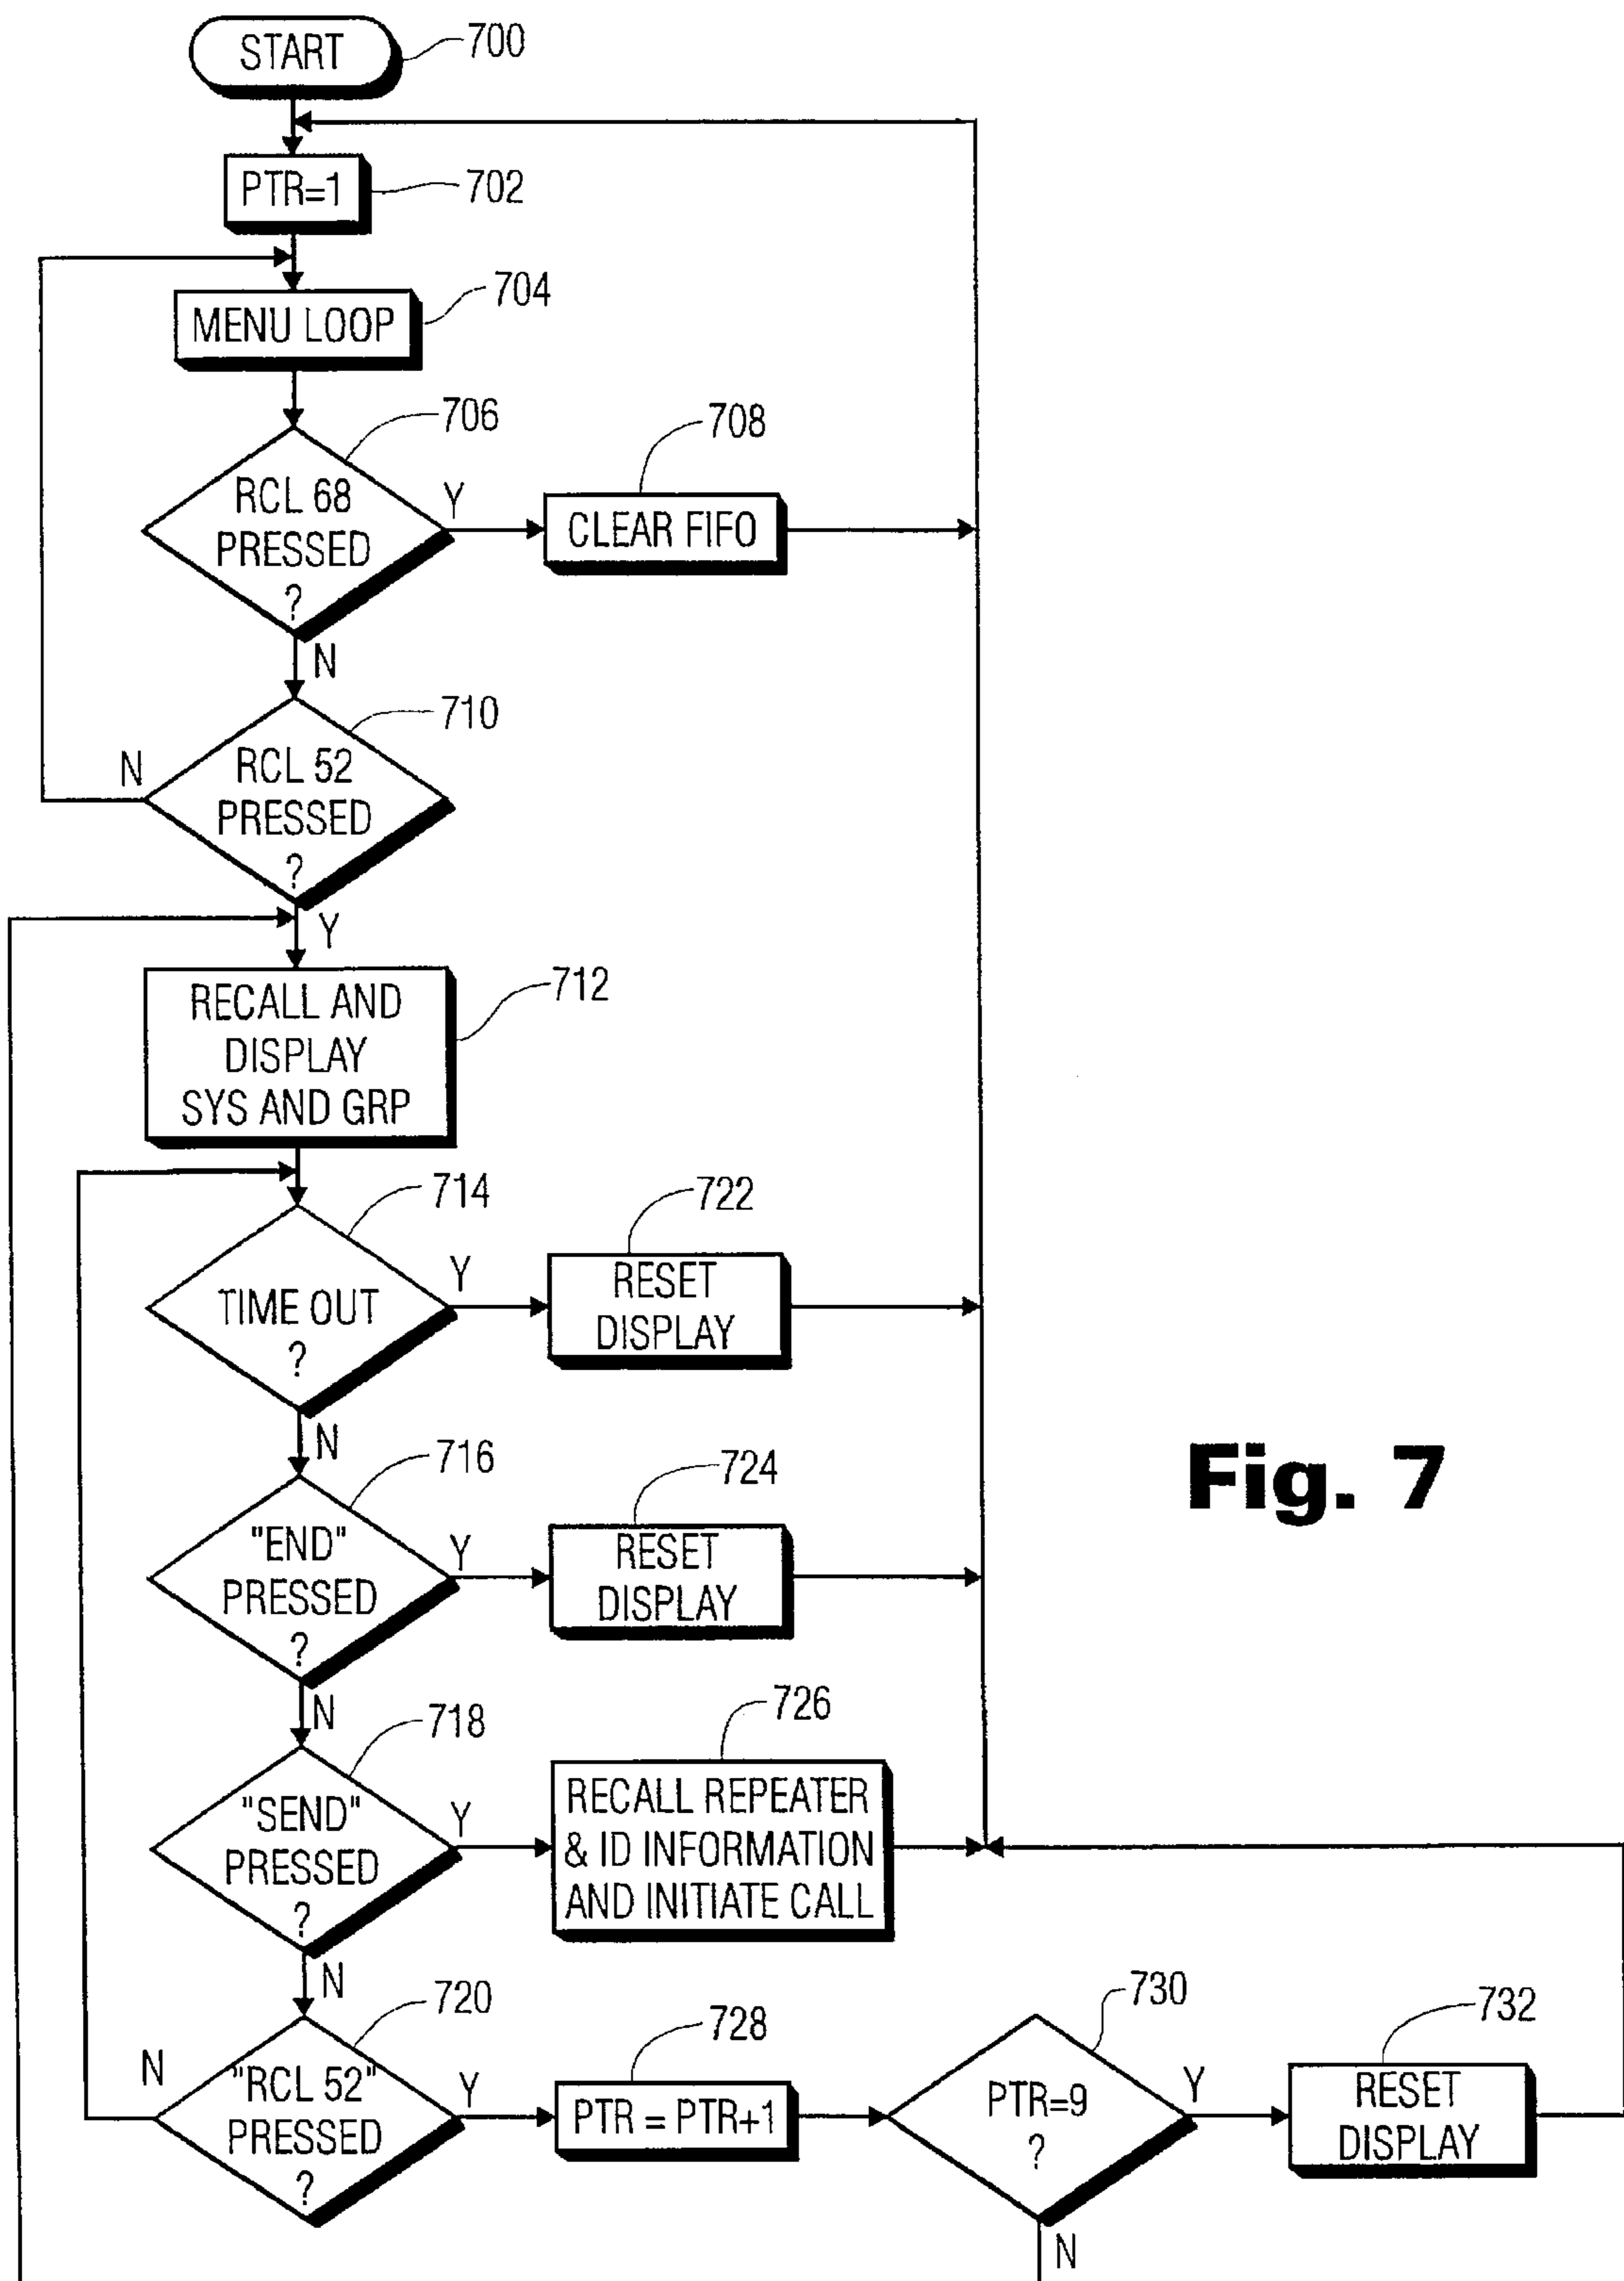 START
700
PTR=1
702
MENU LOOP
704
706
RCL 68
PRESSED
?
Y
N
708
CLEAR FIFO
710
RCL 52
PRESSED
?
N
Y
RECALL AND
DISPLAY
SYS AND GRP
712
714
TIME OUT
?
Y
N
722
RESET
DISPLAY
716
"END"
PRESSED
?
Y
N
724
RESET
DISPLAY
Fig. 7
718
"SEND"
PRESSED
?
Y
N
726
RECALL REPEATER
& ID INFORMATION
AND INITIATE CALL
720
"RCL 52"
PRESSED
?
N
Y
728
PTR = PTR+1
730
PTR=9
?
Y
N
732
RESET
DISPLAY